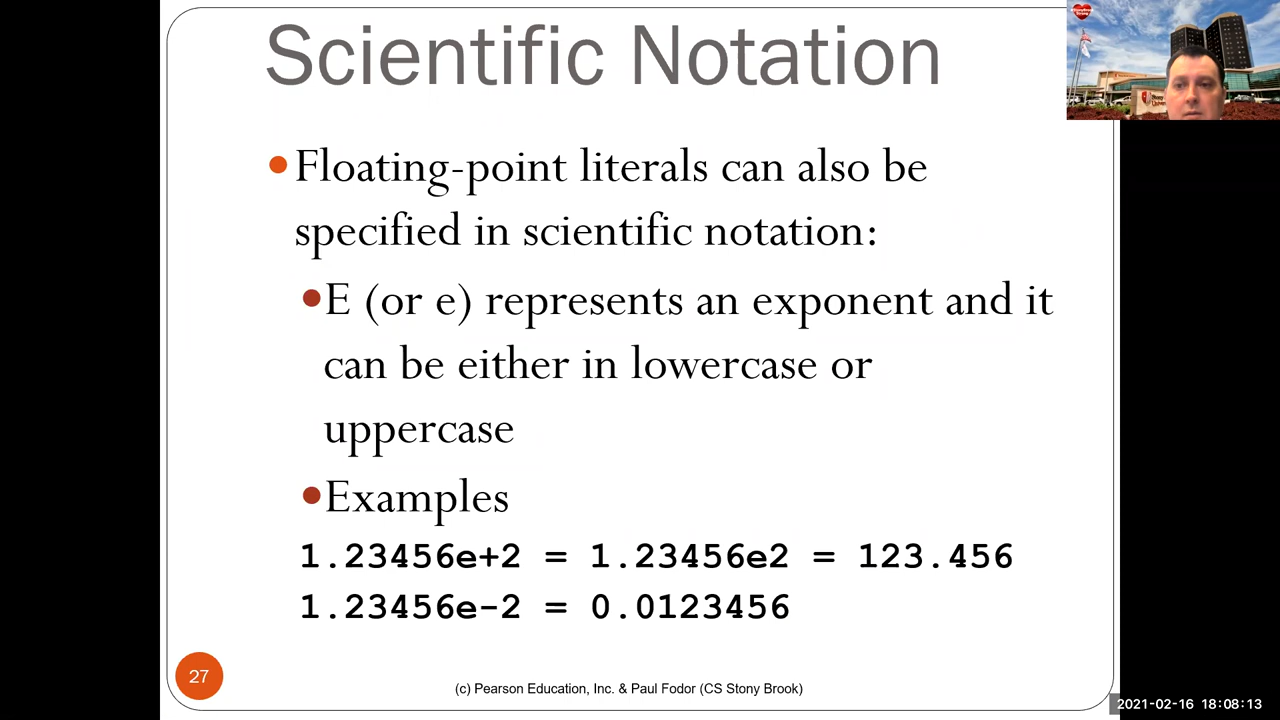 Scientific Notation
Floating-point literals can also be
specified in scientific notation:
E (or e) represents an exponent and it
can be either in lowercase or
uppercase
Examples
1.23456e+2 = 1.23456e2 = 123.456
1.23456e-2 = 0.0123456
27
(c) Pearson Education, Inc. & Paul Fodor (CS Stony Brook)
2021-02-16 18:08:13